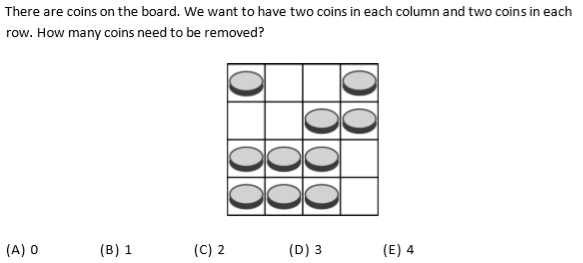 There are coins on the board. We want to have two coins in each column and two coins in each
row. How many coins need to be removed?
(A) 0 (B) 1 (C) 2 (D) 3 (E) 4